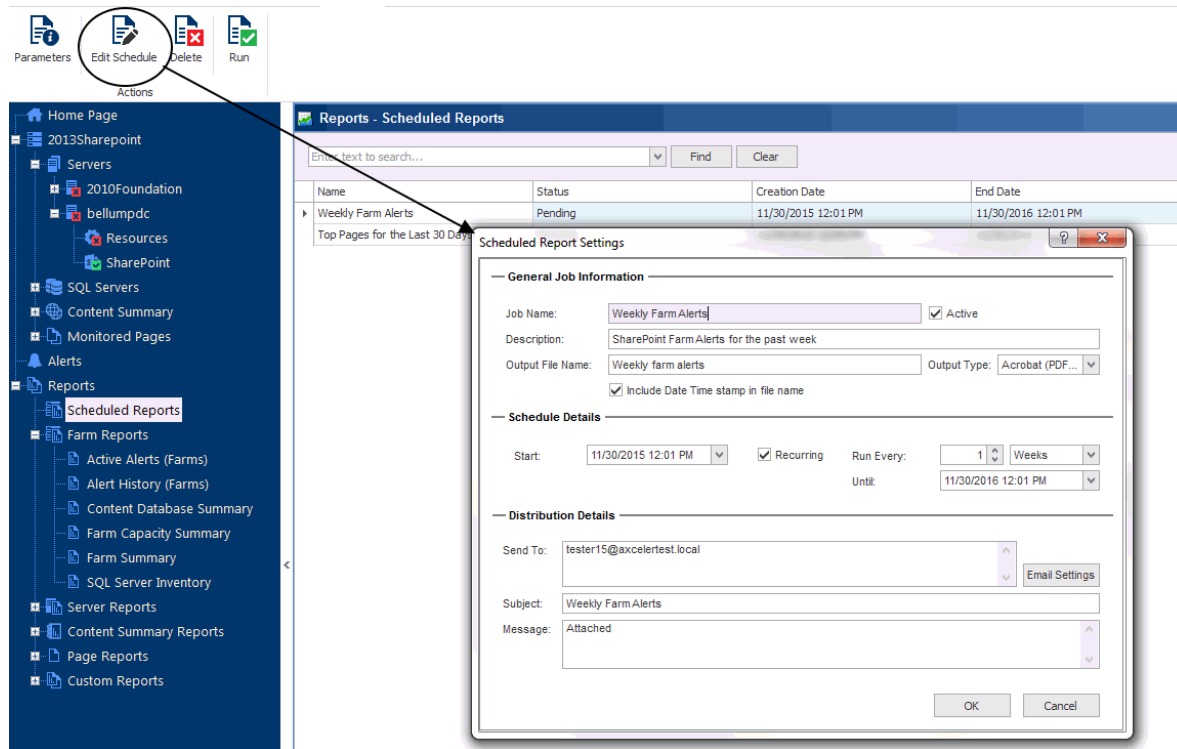 Parameters Edit Schedule Delete Run
Actions
Home Page
2013Sharepoint
Servers
2010Foundation
bellumpdc
Resources
SharePoint
SQL Servers
Content Summary
Monitored Pages
Alerts
Reports
Scheduled Reports
Farm Reports
Active Alerts (Farms)
Alert History (Farms)
Content Database Summary
Farm Capacity Summary
Farm Summary
SQL Server Inventory
Server Reports
Content Summary Reports
Page Reports
Custom Reports
Reports - Scheduled Reports
Enter text to search... Find Clear
Name Status Creation Date End Date
Weekly Farm Alerts Pending 11/30/2015 12:01 PM 11/30/2016 12:01 PM
Top Pages for the Last 30 Days
Scheduled Report Settings
General Job Information
Job Name: Weekly Farm Alerts Active
Description: SharePoint Farm Alerts for the past week
Output File Name: Weekly farm alerts Output Type: Acrobat (PDF...
Include Date Time stamp in file name
Schedule Details
Start: 11/30/2015 12:01 PM Recurring Run Every: 1 Weeks
Until: 11/30/2016 12:01 PM
Distribution Details
Send To: tester15@axcelertest.local
Email Settings
Subject: Weekly Farm Alerts
Message: Attached
OK Cancel